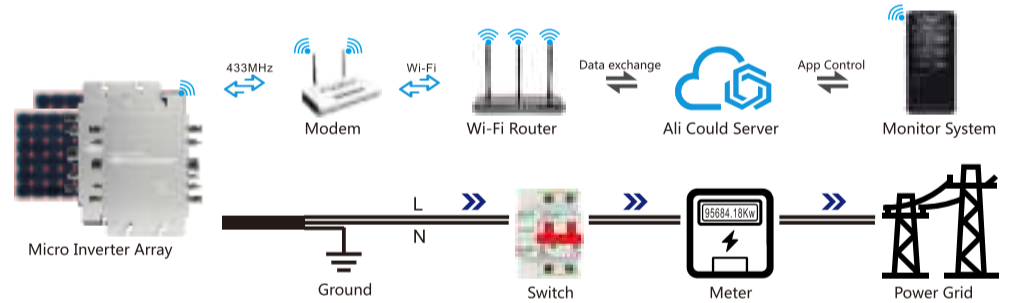 433MHz
Wi-Fi
Data exchange
App Control
Modem
Wi-Fi Router
Ali Could Server
Monitor System
L
N
95684.18Kw
Micro Inverter Array
Ground
Switch
Meter
Power Grid